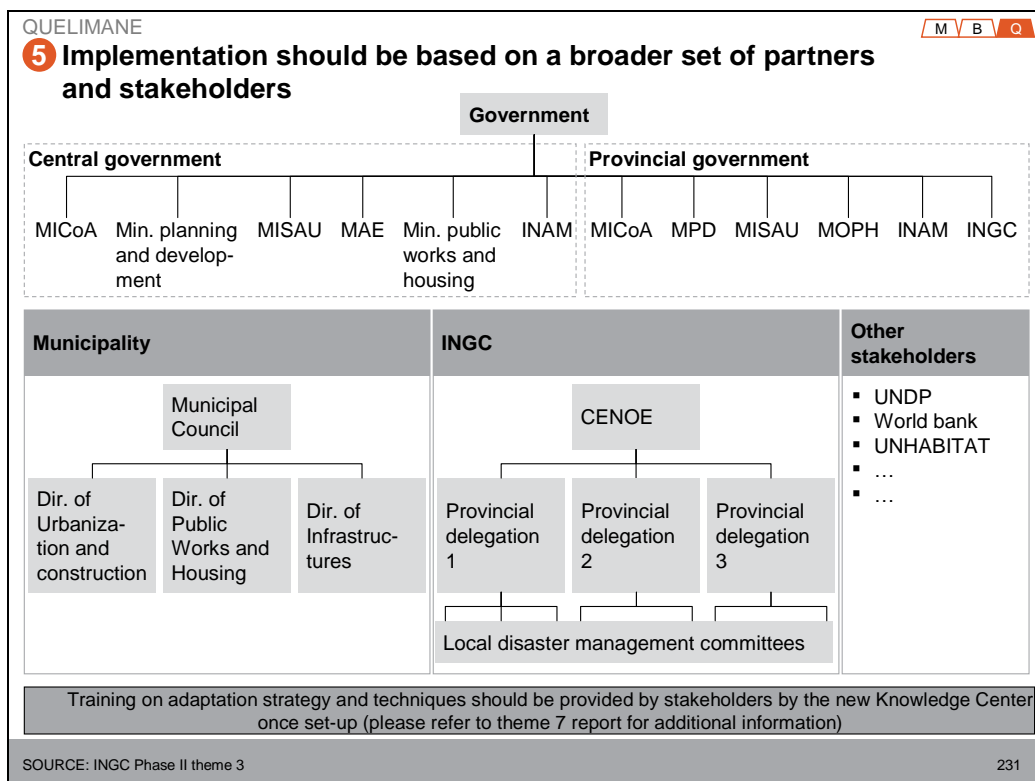 QUELIMANE
M B Q
5 Implementation should be based on a broader set of partners
and stakeholders
Government
Central government
MICoA
Min. planning
and develop-
ment
MISAU
MAE
Min. public
works and
housing
INAM
Provincial government
MICoA
MPD
MISAU
MOPH
INAM
INGC
Municipality
Municipal
Council
Dir. of
Urbaniza-
tion and
construction
Dir. of
Public
Works and
Housing
Dir. of
Infrastruc-
tures
INGC
CENOE
Provincial
delegation
1
Provincial
delegation
2
Provincial
delegation
3
Local disaster management committees
Other
stakeholders
▪ UNDP
▪ World bank
▪ UNHABITAT
▪ …
▪ …
Training on adaptation strategy and techniques should be provided by stakeholders by the new Knowledge Center
once set-up (please refer to theme 7 report for additional information)
SOURCE: INGC Phase II theme 3
231